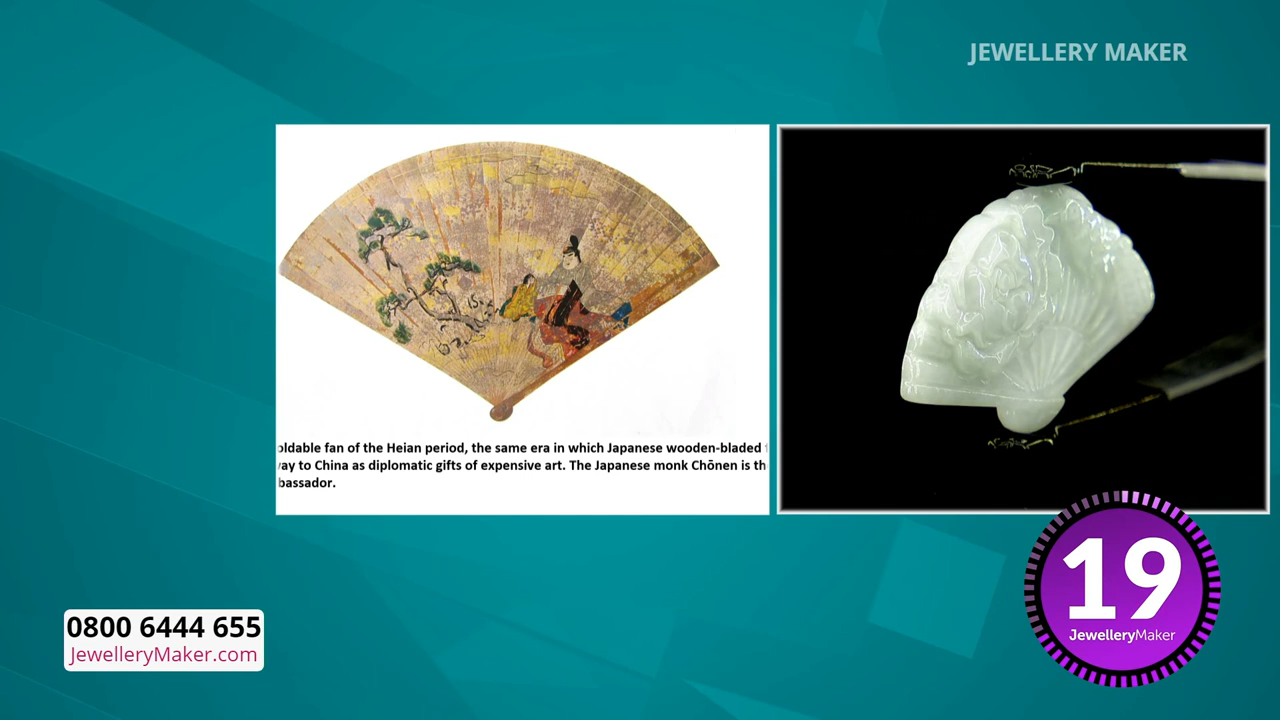 JEWELLERY MAKER
oldable fan of the Heian period, the same era in which Japanese wooden-bladed
ay to China as diplomatic gifts of expensive art. The Japanese monk Chōnen is th
bassador.
19
JewelleryMaker
0800 6444 655
JewelleryMaker.com